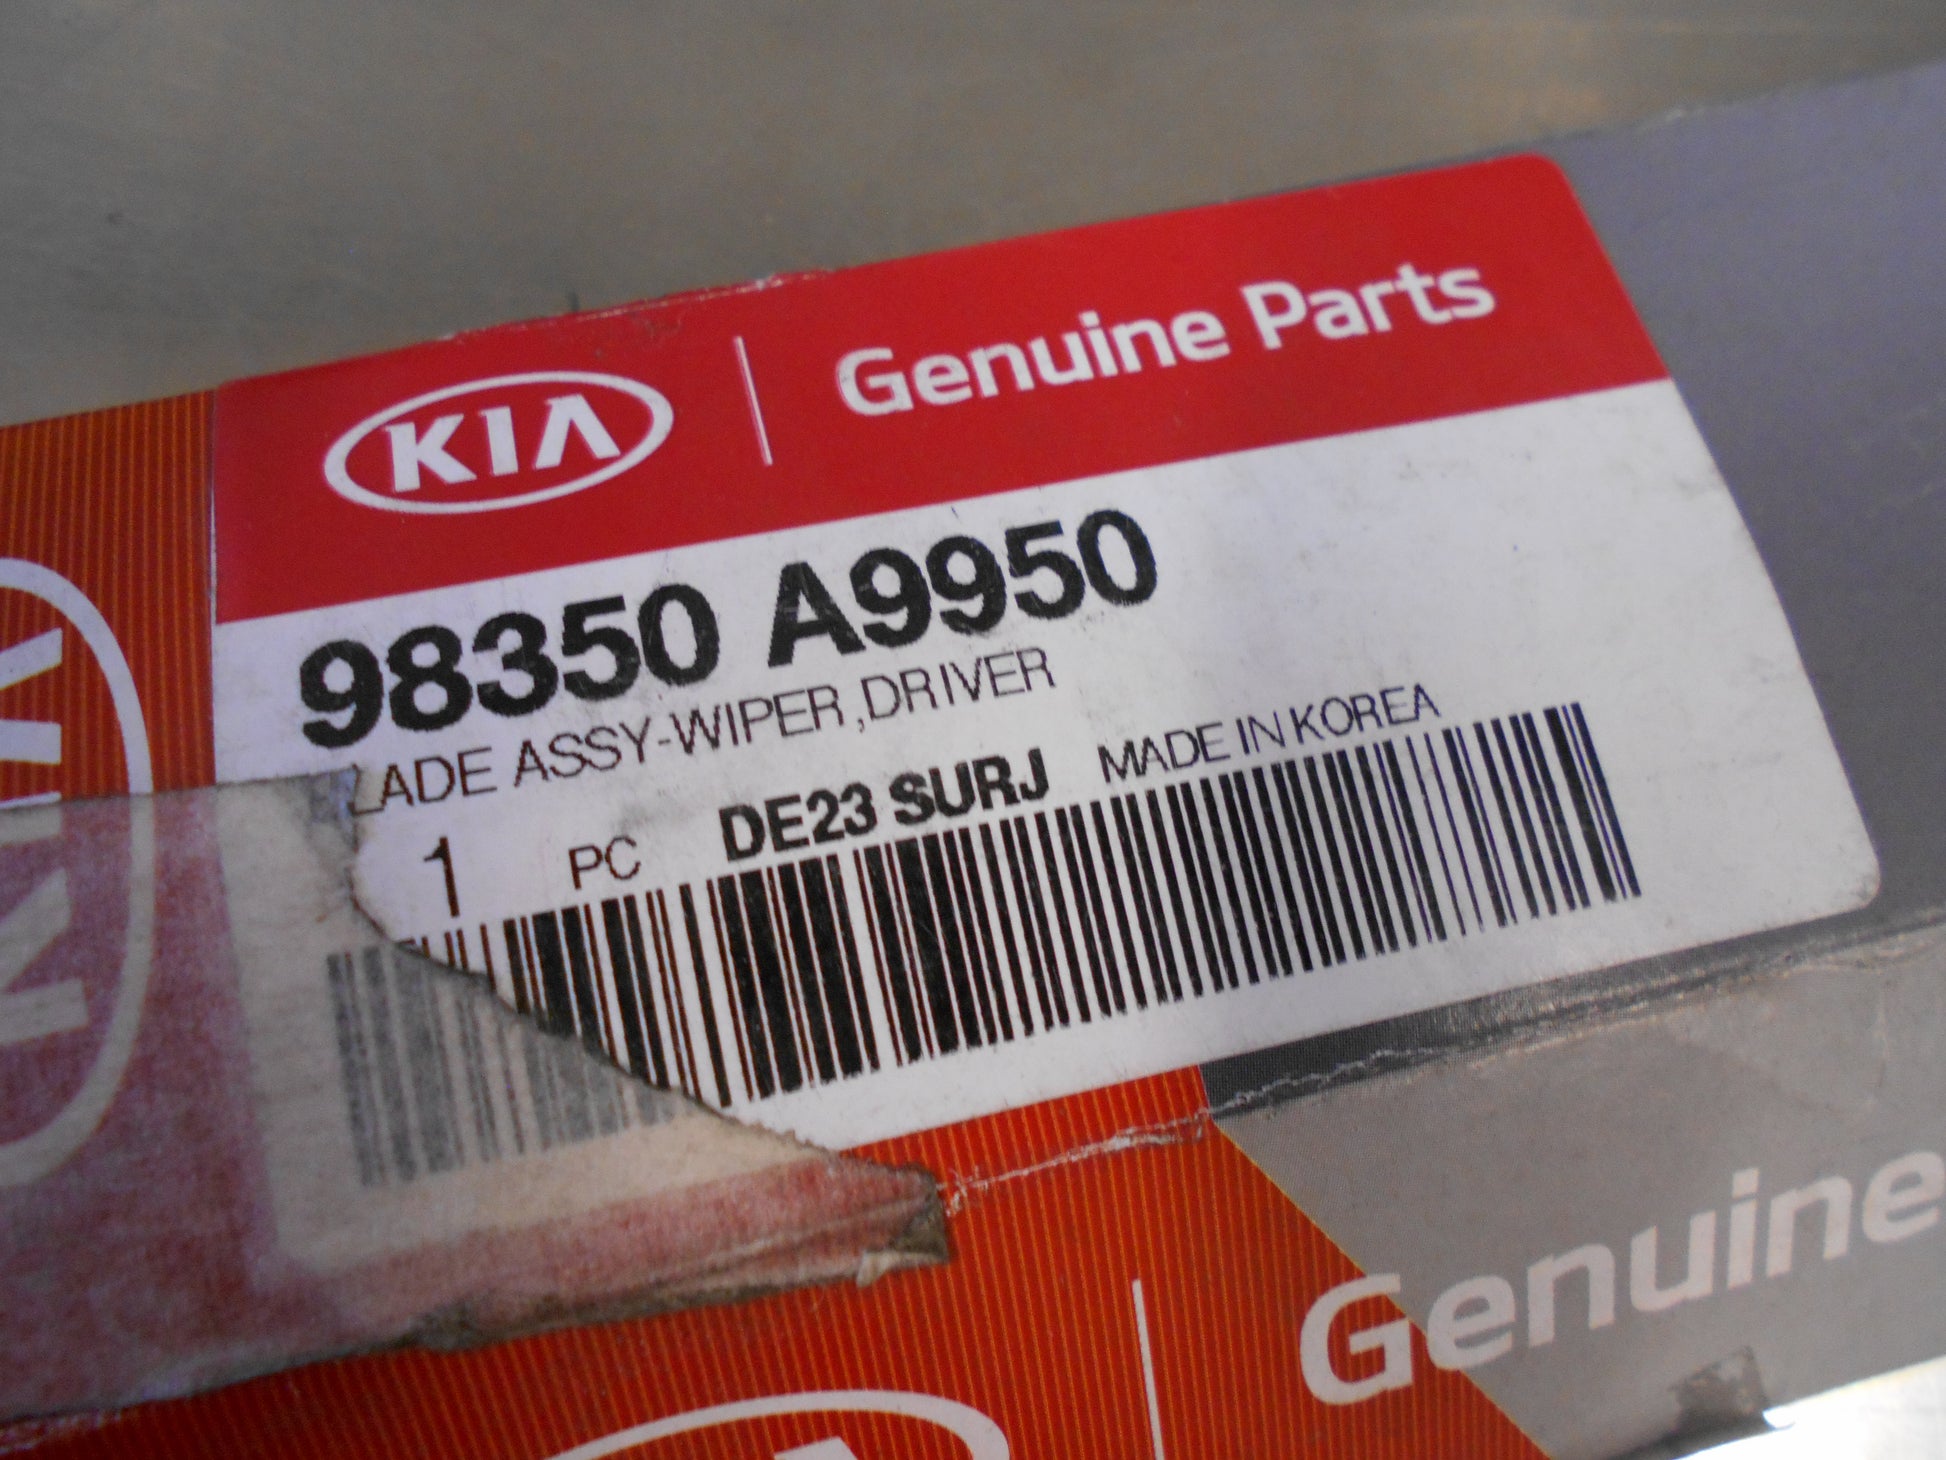 KIA Genuine Parts
98350 A9950
LADE ASSY-WIPER,DRIVER
1 PC DE23 SURJ MADE IN KOREA
Genuine